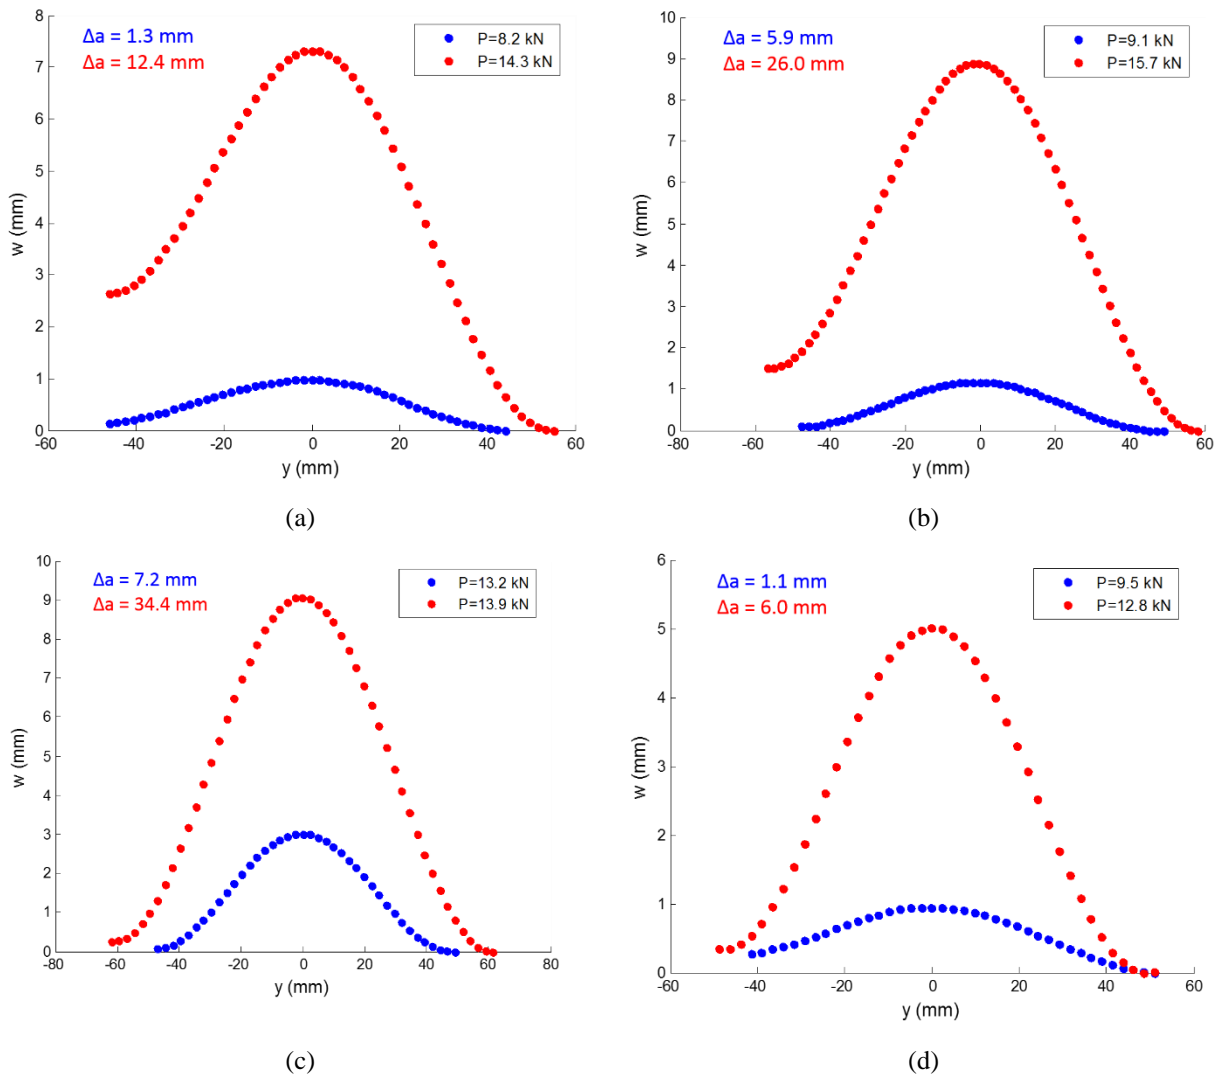 Δa = 1.3 mm
Δa = 12.4 mm
P=8.2 kN
P=14.3 kN
8
7
6
5
4
3
2
1
0
w (mm)
-60 -40 -20 0 20 40 60
y (mm)
(a)
Δa = 5.9 mm
Δa = 26.0 mm
P=9.1 kN
P=15.7 kN
10
9
8
7
6
5
4
3
2
1
0
w (mm)
-80 -60 -40 -20 0 20 40 60
y (mm)
(b)
Δa = 7.2 mm
Δa = 34.4 mm
P=13.2 kN
P=13.9 kN
10
9
8
7
6
5
4
3
2
1
0
w (mm)
-80 -60 -40 -20 0 20 40 60 80
y (mm)
(c)
Δa = 1.1 mm
Δa = 6.0 mm
P=9.5 kN
P=12.8 kN
6
5
4
3
2
1
0
w (mm)
-60 -40 -20 0 20 40 60
y (mm)
(d)